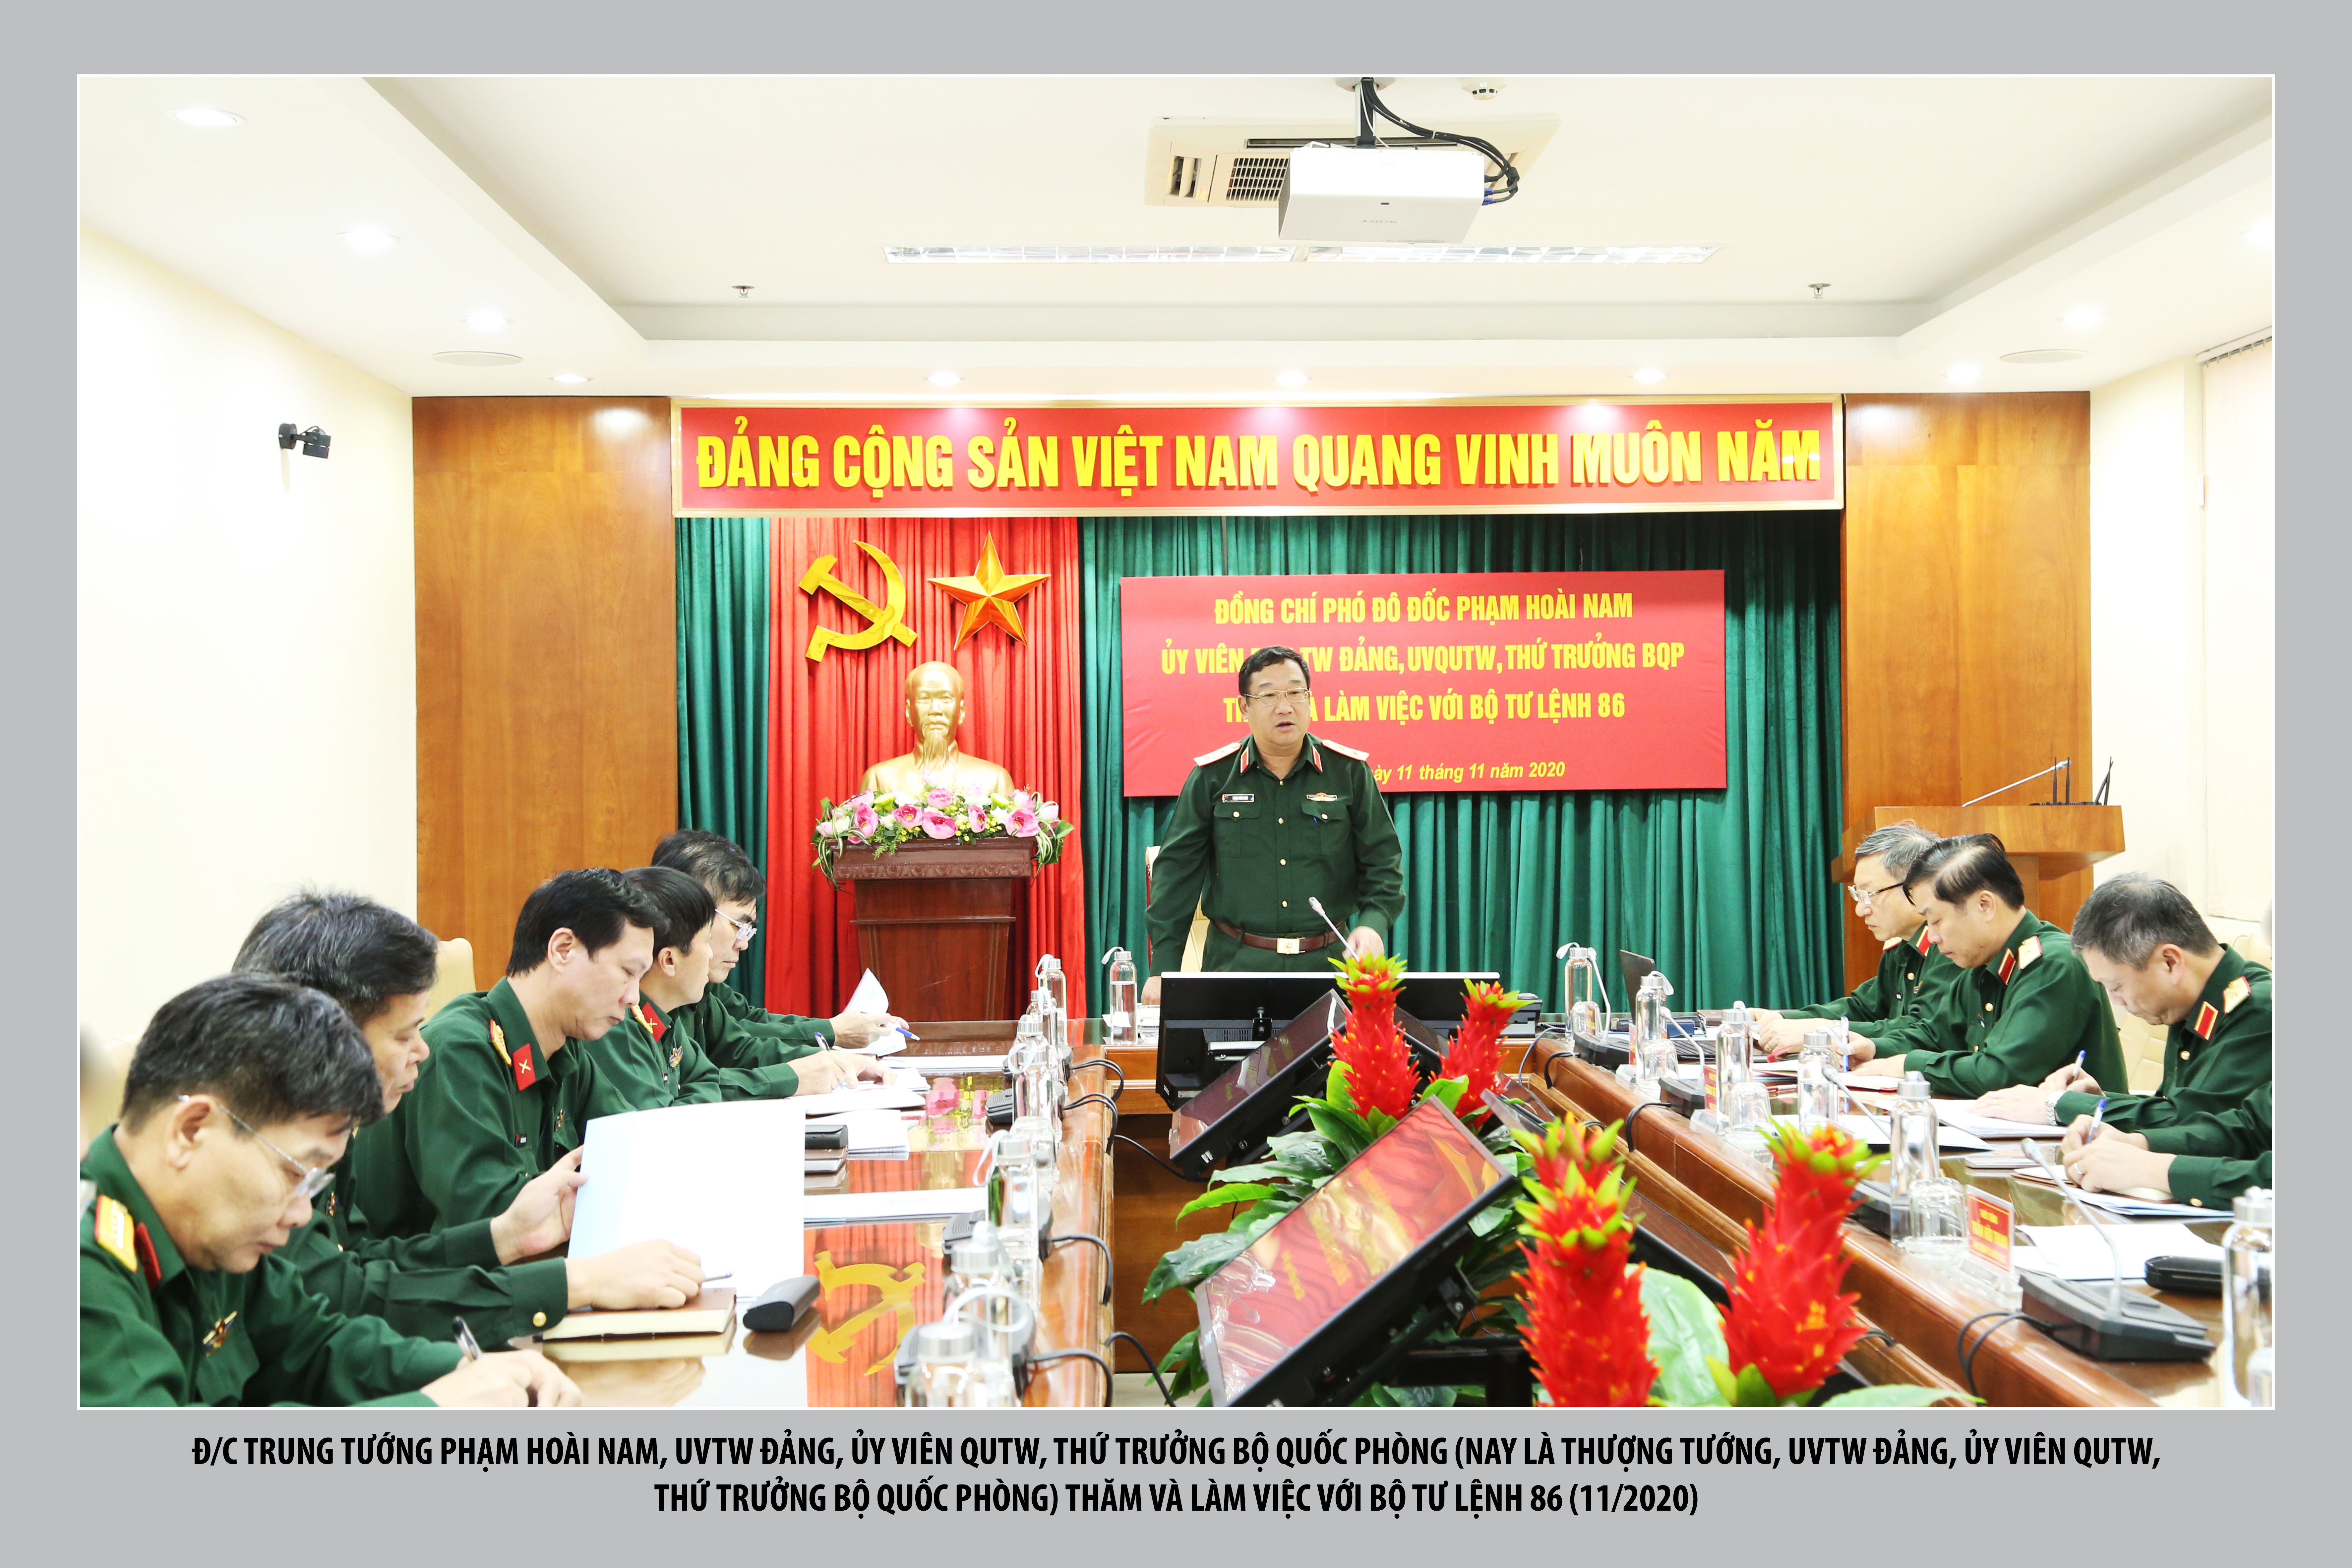 ĐẢNG CỘNG SẢN VIỆT NAM QUANG VINH MUÔN NĂM
ĐỒNG CHÍ PHÓ ĐÔ ĐỐC PHẠM HOÀI NAM
ỦY VIÊN TW ĐẢNG, UVQUTW, THỨ TRƯỞNG BQP
LÀM VIỆC VỚI BỘ TƯ LỆNH 86
11 tháng 11 năm 2020
Đ/C TRUNG TƯỚNG PHẠM HOÀI NAM, UVTW ĐẢNG, ỦY VIÊN QUTW, THỨ TRƯỞNG BỘ QUỐC PHÒNG (NAY LÀ THƯỢNG TƯỚNG, UVTW ĐẢNG, ỦY VIÊN QUTW,
THỨ TRƯỞNG BỘ QUỐC PHÒNG) THĂM VÀ LÀM VIỆC VỚI BỘ TƯ LỆNH 86 (11/2020)